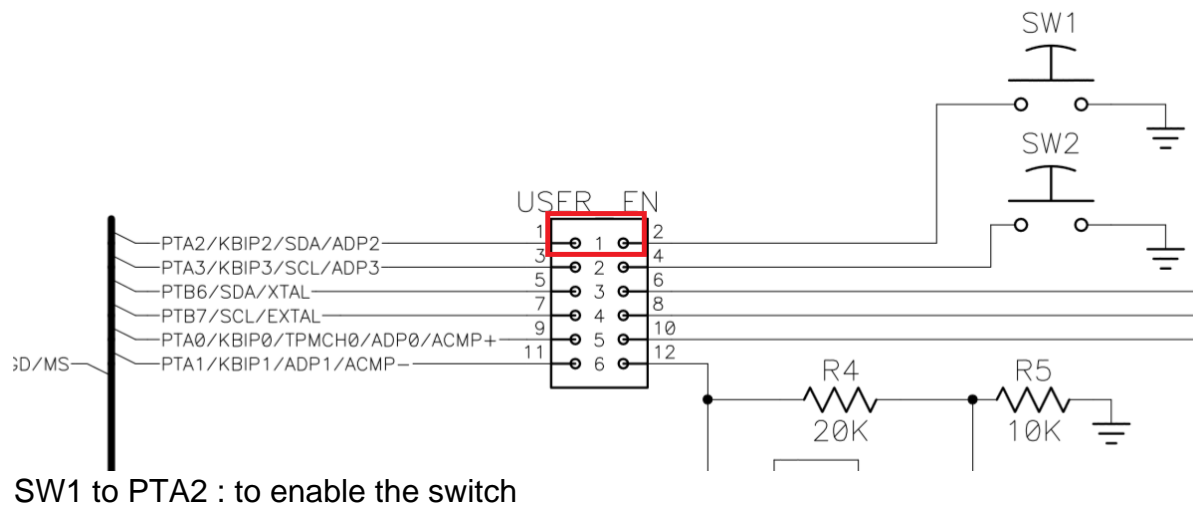 SW1
SW2
USER EN
1 1 2
PTA2/KBIP2/SDA/ADP2
3 2 4
PTA3/KBIP3/SCL/ADP3
5 3 6
PTB6/SDA/XTAL
7 4 8
PTB7/SCL/EXTAL
9 5 10
PTA0/KBIP0/TPMCH0/ADP0/ACMP+
11 6 12
PTA1/KBIP1/ADP1/ACMP-
GD/MS
R4 R5
20K 10K
SW1 to PTA2 : to enable the switch